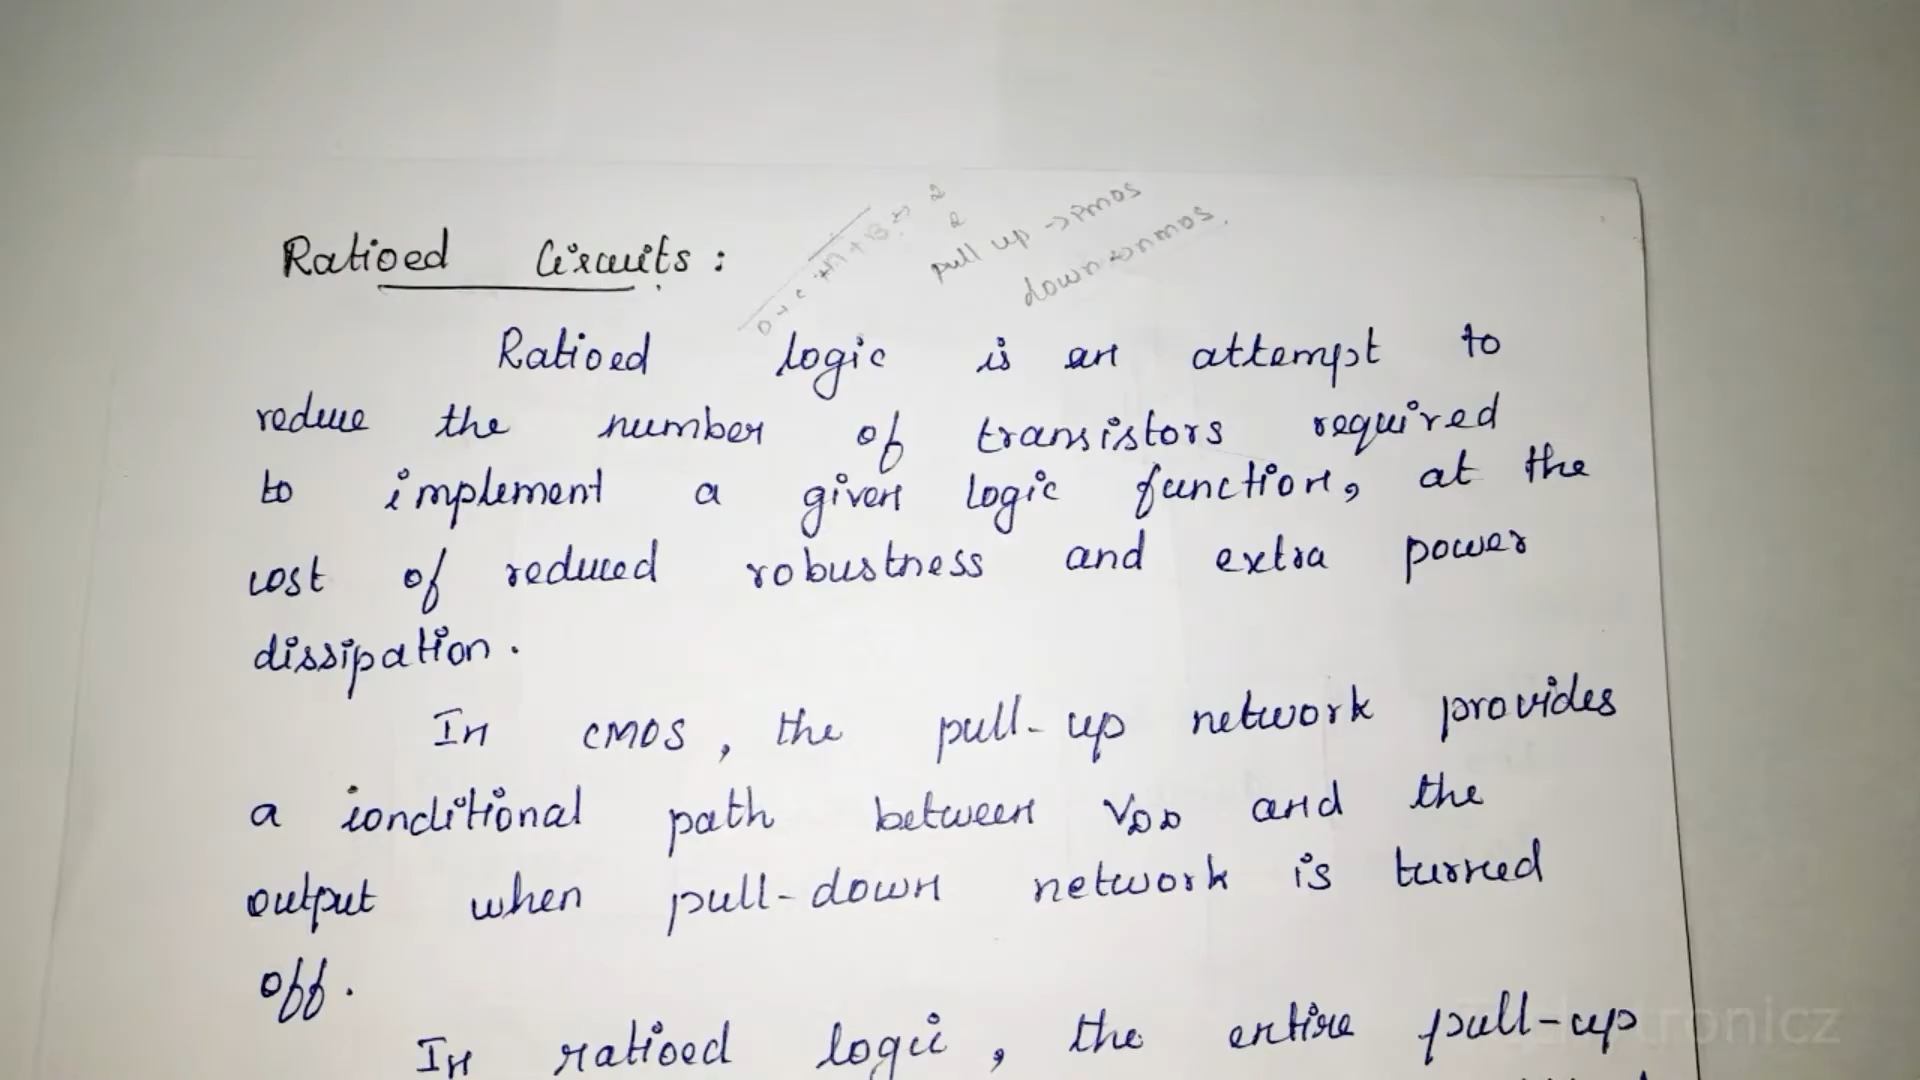 Ratioed Circuits :
pull up -> PMOS
down -> nmos.
Ratioed logic is an attempt to
reduce the number of transistors required
to implement a given logic function, at the
cost of reduced robustness and extra power
dissipation.
In CMOS, the pull-up network provides
a conditional path between VDD and the
output when pull-down network is turned
off.
In ratioed logic, the entire pull-up